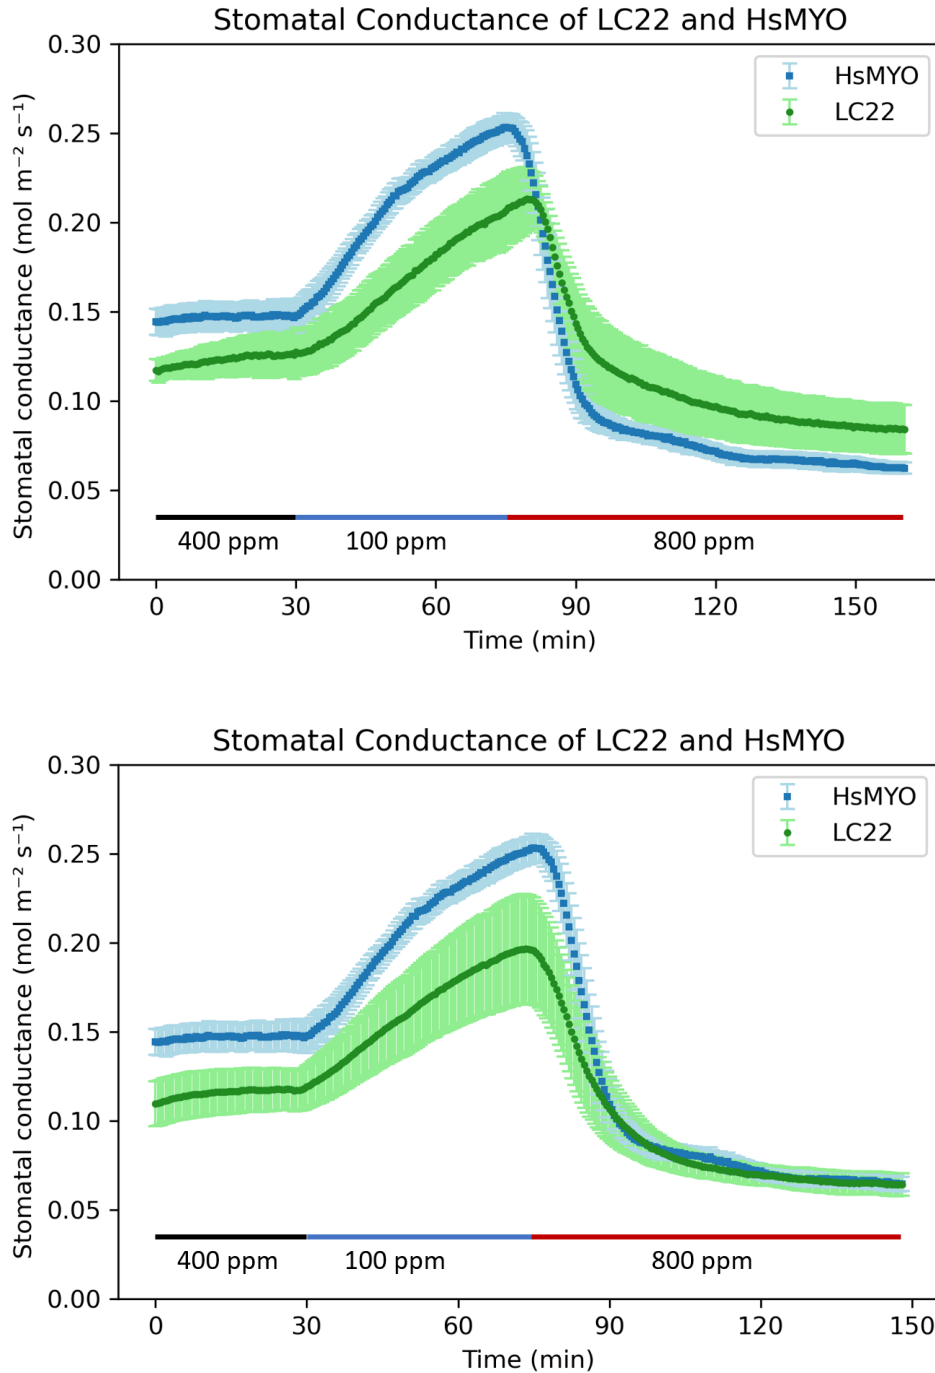 Stomatal Conductance of LC22 and HsMYO
0.30
0.25
0.20
0.15
0.10
0.05
0.00
Stomatal conductance (mol m⁻² s⁻¹)
HsMYO
LC22
400 ppm 100 ppm 800 ppm
0 30 60 90 120 150
Time (min)
Stomatal Conductance of LC22 and HsMYO
0.30
0.25
0.20
0.15
0.10
0.05
0.00
Stomatal conductance (mol m⁻² s⁻¹)
HsMYO
LC22
400 ppm 100 ppm 800 ppm
0 30 60 90 120 150
Time (min)